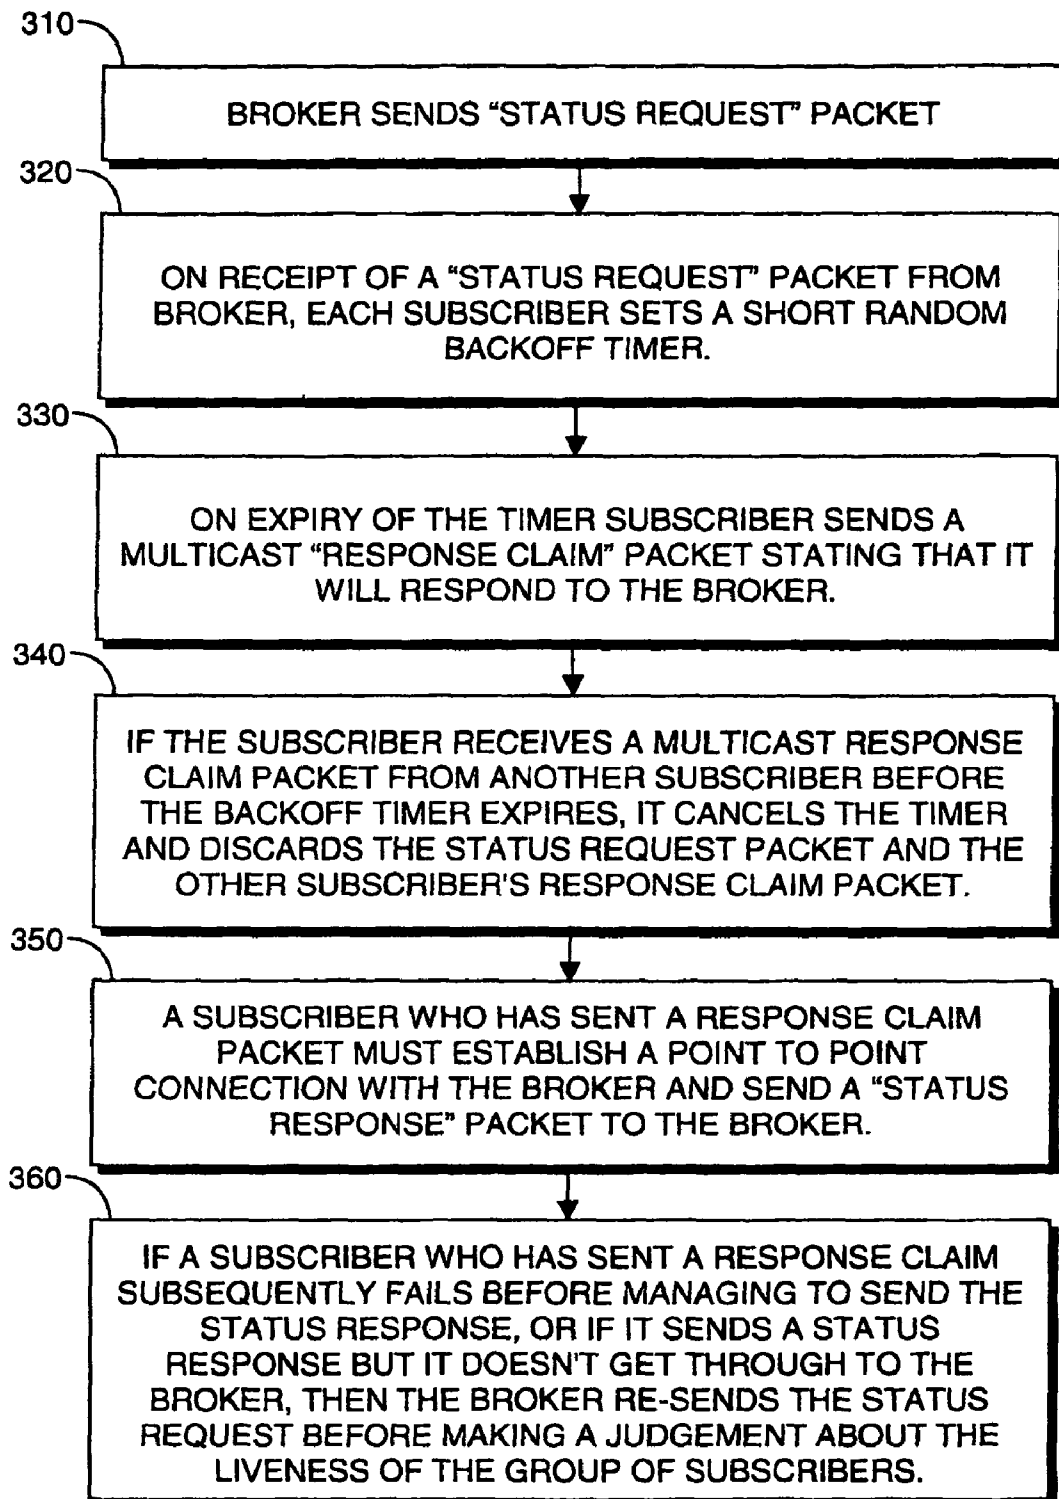 310
BROKER SENDS “STATUS REQUEST” PACKET
320
ON RECEIPT OF A “STATUS REQUEST” PACKET FROM
BROKER, EACH SUBSCRIBER SETS A SHORT RANDOM
BACKOFF TIMER.
330
ON EXPIRY OF THE TIMER SUBSCRIBER SENDS A
MULTICAST “RESPONSE CLAIM” PACKET STATING THAT IT
WILL RESPOND TO THE BROKER.
340
IF THE SUBSCRIBER RECEIVES A MULTICAST RESPONSE
CLAIM PACKET FROM ANOTHER SUBSCRIBER BEFORE
THE BACKOFF TIMER EXPIRES, IT CANCELS THE TIMER
AND DISCARDS THE STATUS REQUEST PACKET AND THE
OTHER SUBSCRIBER'S RESPONSE CLAIM PACKET.
350
A SUBSCRIBER WHO HAS SENT A RESPONSE CLAIM
PACKET MUST ESTABLISH A POINT TO POINT
CONNECTION WITH THE BROKER AND SEND A “STATUS
RESPONSE” PACKET TO THE BROKER.
360
IF A SUBSCRIBER WHO HAS SENT A RESPONSE CLAIM
SUBSEQUENTLY FAILS BEFORE MANAGING TO SEND THE
STATUS RESPONSE, OR IF IT SENDS A STATUS
RESPONSE BUT IT DOESN'T GET THROUGH TO THE
BROKER, THEN THE BROKER RE-SENDS THE STATUS
REQUEST BEFORE MAKING A JUDGEMENT ABOUT THE
LIVENESS OF THE GROUP OF SUBSCRIBERS.